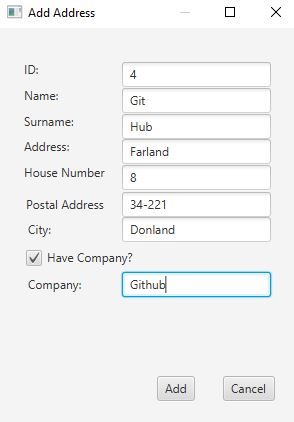 Add Address
ID: 4
Name: Git
Surname: Hub
Address: Farland
House Number 8
Postal Address 34-221
City: Donland
Have Company?
Company: Github
Add Cancel